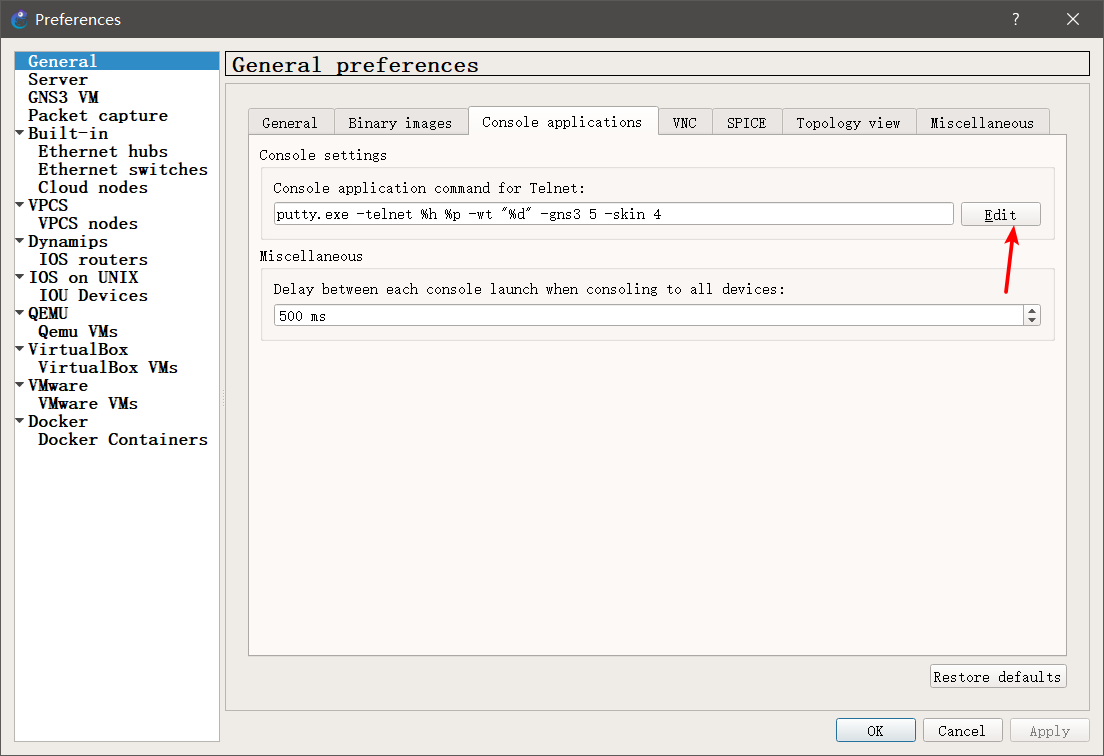 Preferences
?
General
Server
GNS3 VM
Packet capture
Built-in
Ethernet hubs
Ethernet switches
Cloud nodes
VPCS
VPCS nodes
Dynamips
IOS routers
IOS on UNIX
IOU Devices
QEMU
Qemu VMs
VirtualBox
VirtualBox VMs
VMware
VMware VMs
Docker
Docker Containers
General preferences
General Binary images Console applications VNC SPICE Topology view Miscellaneous
Console settings
Console application command for Telnet:
putty.exe -telnet %h %p -wt "%d" -gns3 5 -skin 4 Edit
Miscellaneous
Delay between each console launch when consoling to all devices:
500 ms
Restore defaults
OK Cancel Apply